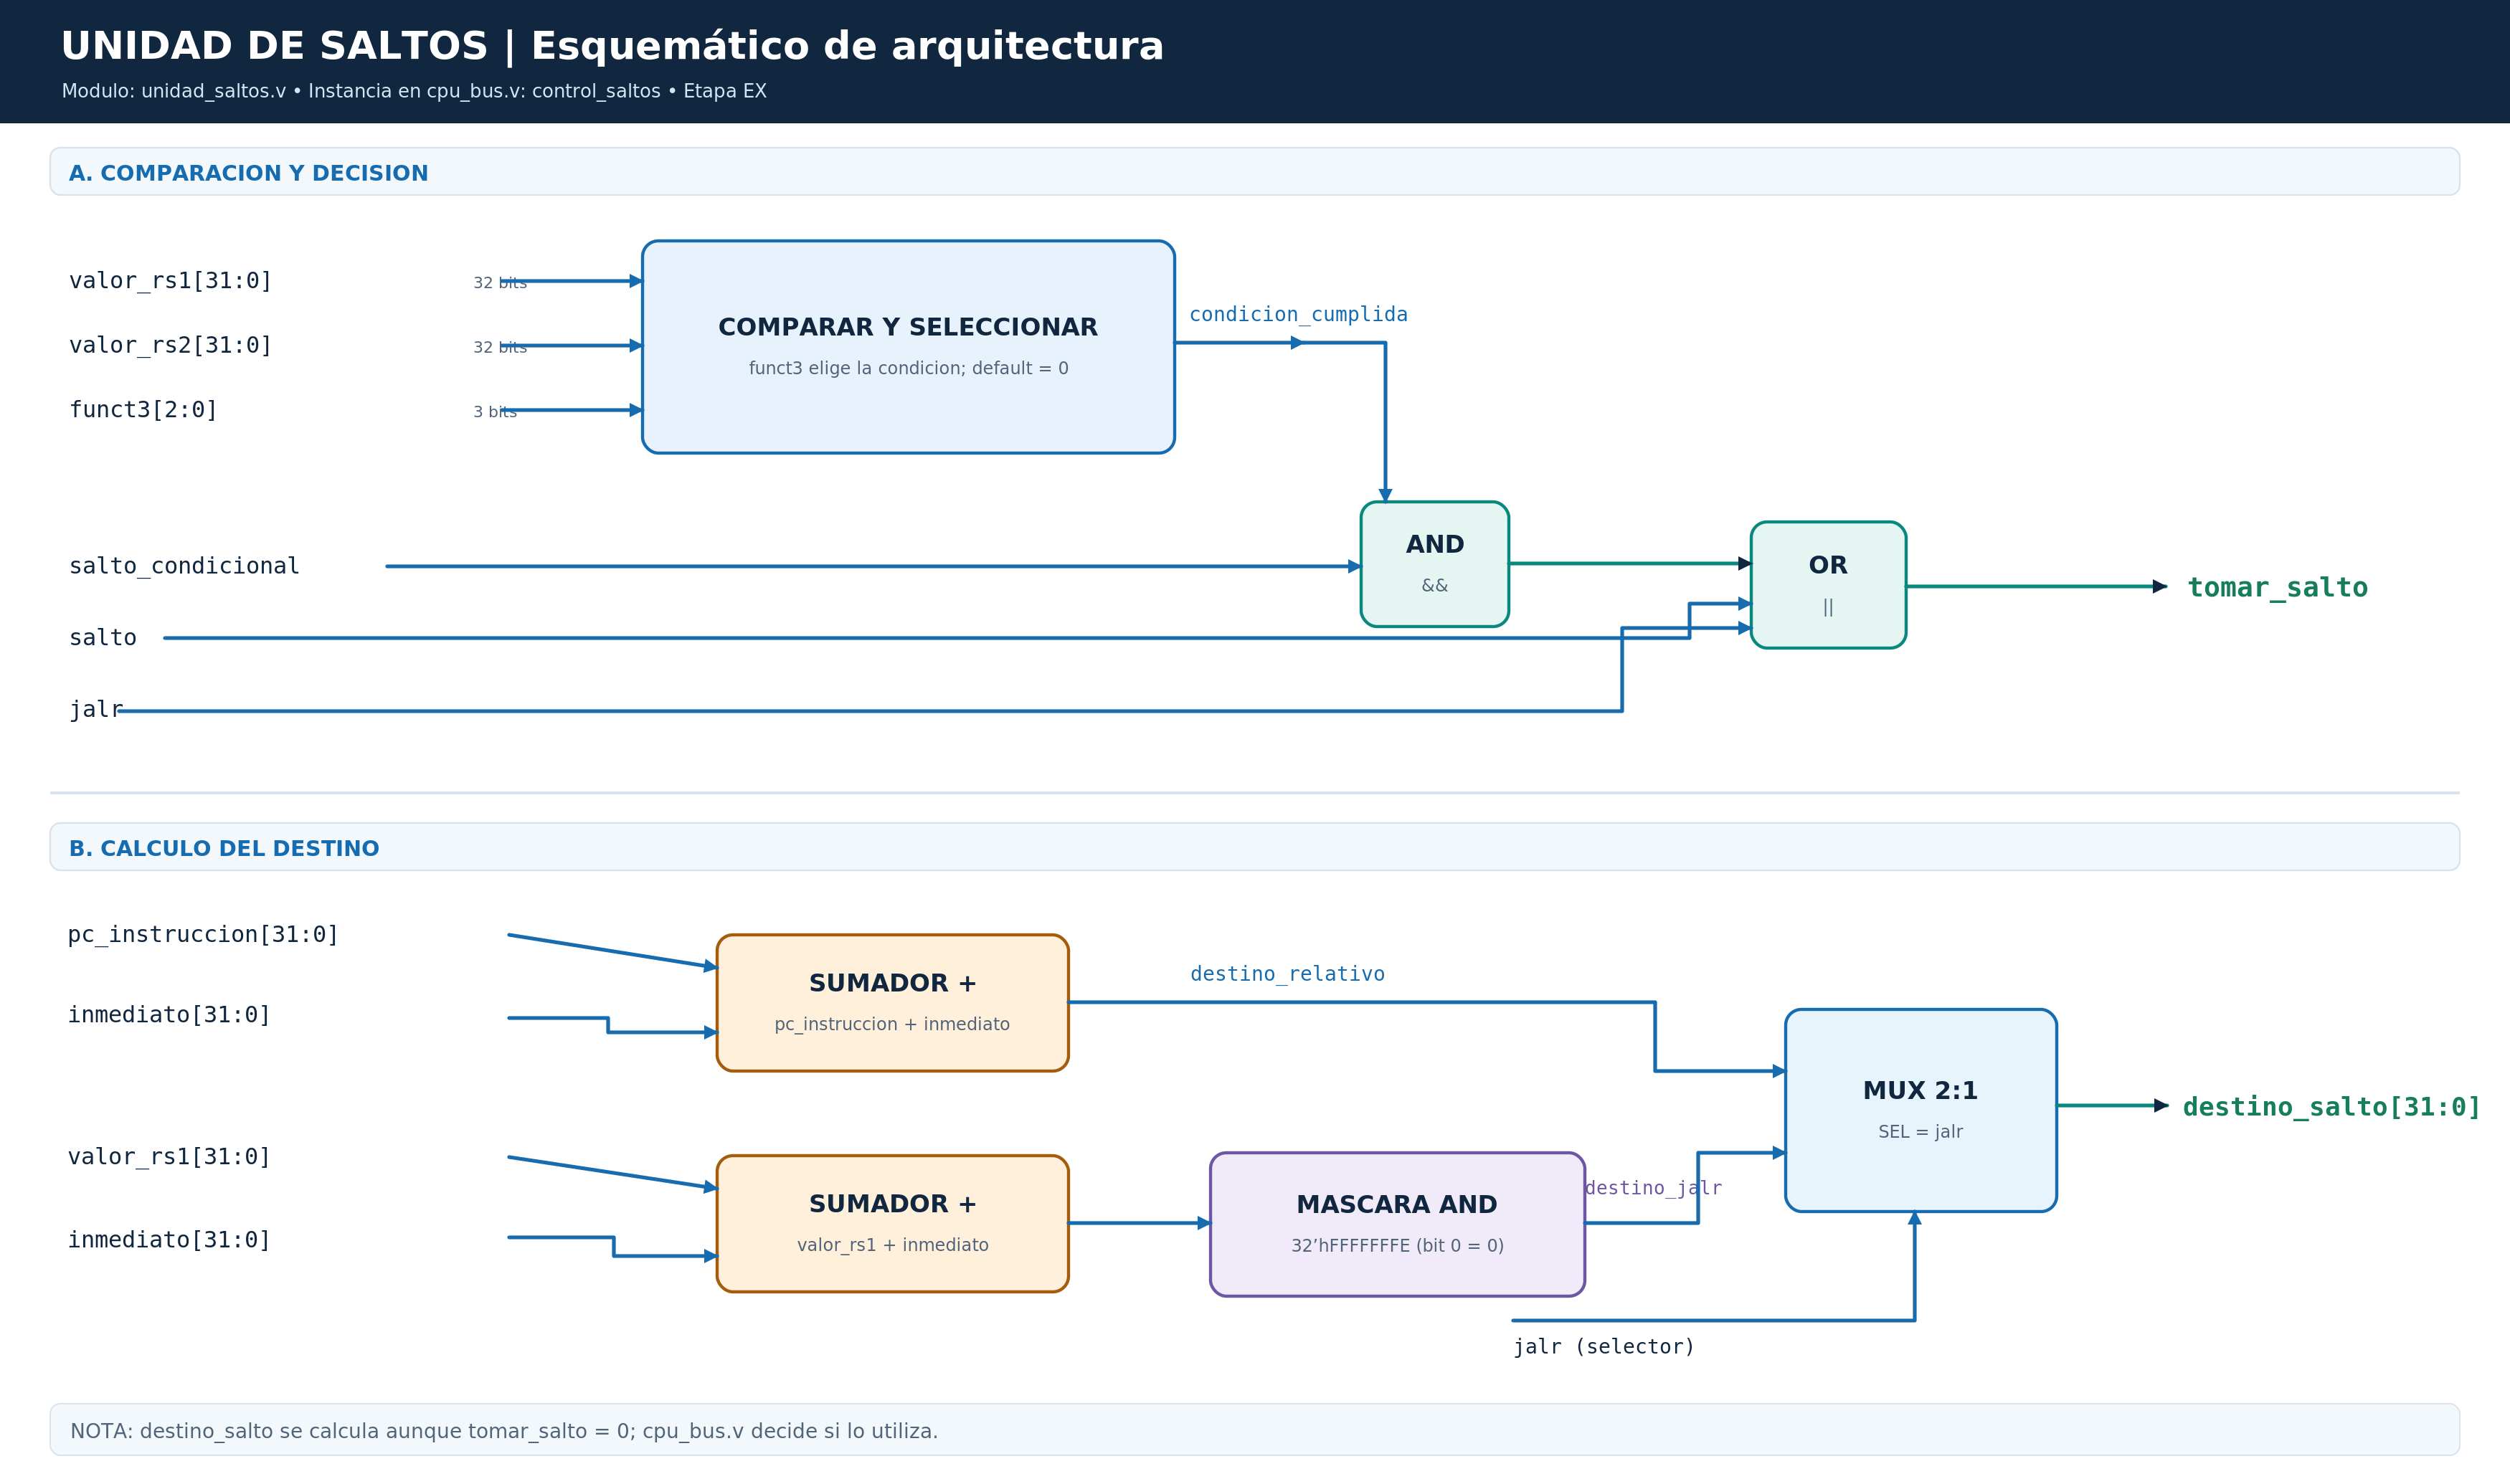 UNIDAD DE SALTOS | Esquemático de arquitectura
Modulo: unidad_saltos.v • Instancia en cpu_bus.v: control_saltos • Etapa EX
A. COMPARACION Y DECISION
valor_rs1[31:0]
32 bits
valor_rs2[31:0]
32 bits
funct3[2:0]
3 bits
COMPARAR Y SELECCIONAR
funct3 elige la condicion; default = 0
condicion_cumplida
salto_condicional
salto
jalr
AND
&&
OR
||
tomar_salto
B. CALCULO DEL DESTINO
pc_instruccion[31:0]
inmediato[31:0]
SUMADOR +
pc_instruccion + inmediato
destino_relativo
valor_rs1[31:0]
inmediato[31:0]
SUMADOR +
valor_rs1 + inmediato
MASCARA AND
32’hFFFFFFFE (bit 0 = 0)
destino_jalr
MUX 2:1
SEL = jalr
destino_salto[31:0]
jalr (selector)
NOTA: destino_salto se calcula aunque tomar_salto = 0; cpu_bus.v decide si lo utiliza.